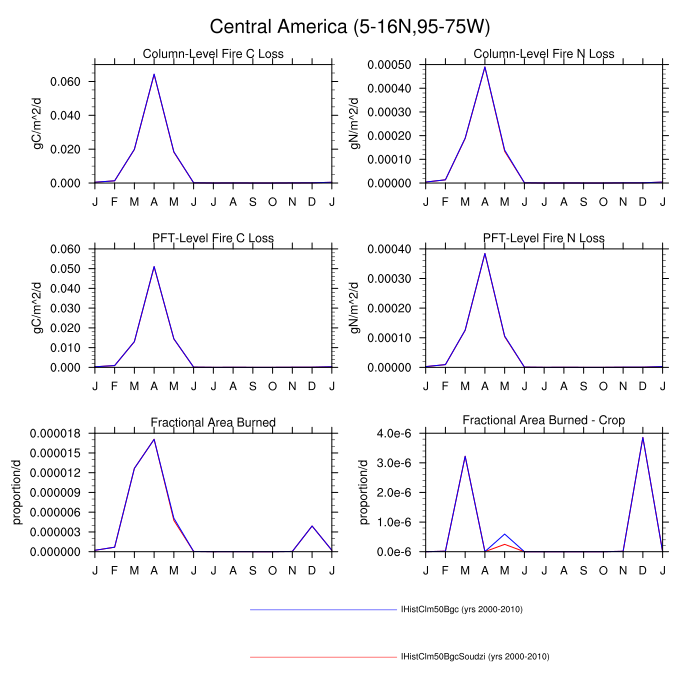 Central America (5-16N,95-75W)
Column-Level Fire C Loss
gC/m^2/d
0.060
0.040
0.020
0.000
J F M A M J J A S O N D J
Column-Level Fire N Loss
gN/m^2/d
0.00050
0.00040
0.00030
0.00020
0.00010
0.00000
J F M A M J J A S O N D J
PFT-Level Fire C Loss
gC/m^2/d
0.060
0.050
0.040
0.030
0.020
0.010
0.000
J F M A M J J A S O N D J
PFT-Level Fire N Loss
gN/m^2/d
0.00040
0.00030
0.00020
0.00010
0.00000
J F M A M J J A S O N D J
Fractional Area Burned
proportion/d
0.000018
0.000015
0.000012
0.000009
0.000006
0.000003
0.000000
J F M A M J J A S O N D J
Fractional Area Burned - Crop
proportion/d
4.0e-6
3.0e-6
2.0e-6
1.0e-6
0.0e-6
J F M A M J J A S O N D J
IHistClm50Bgc (yrs 2000-2010)
IHistClm50BgcSoudzi (yrs 2000-2010)